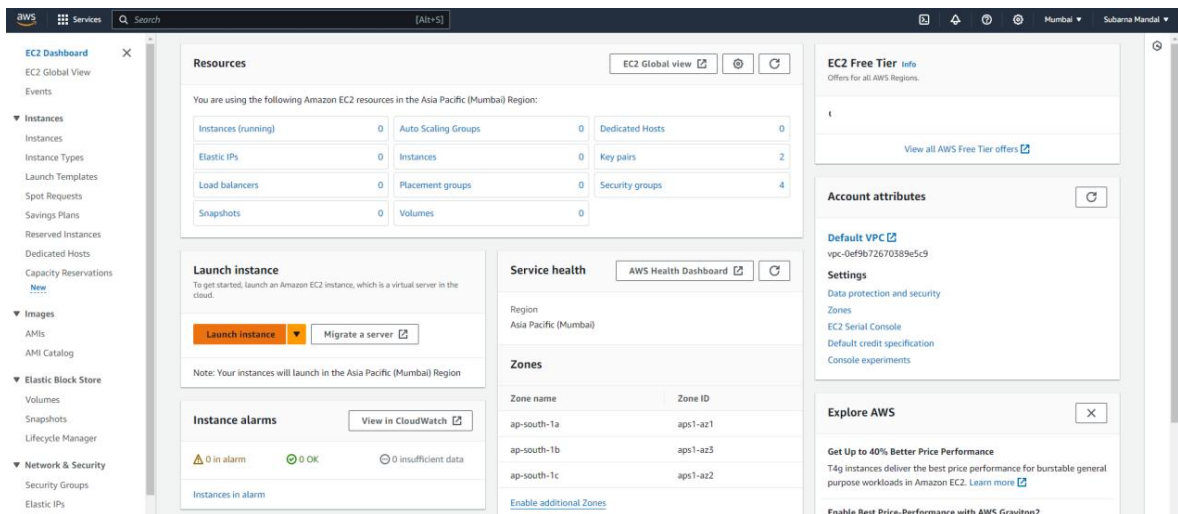 aws Services Search [Alt+S] Mumbai Subarna Mandal
EC2 Dashboard
EC2 Global View
Events
Instances
Instances
Instance Types
Launch Templates
Spot Requests
Savings Plans
Reserved Instances
Dedicated Hosts
Capacity Reservations
New
Images
AMIs
AMI Catalog
Elastic Block Store
Volumes
Snapshots
Lifecycle Manager
Network & Security
Security Groups
Elastic IPs
Resources
EC2 Global view
You are using the following Amazon EC2 resources in the Asia Pacific (Mumbai) Region:
Instances (running) 0 Auto Scaling Groups 0 Dedicated Hosts 0
Elastic IPs 0 Instances 0 Key pairs 2
Load balancers 0 Placement groups 0 Security groups 4
Snapshots 0 Volumes 0
Launch instance
To get started, launch an Amazon EC2 instance, which is a virtual server in the
cloud.
Launch instance Migrate a server
Note: Your instances will launch in the Asia Pacific (Mumbai) Region
Instance alarms View in CloudWatch
0 in alarm 0 OK 0 insufficient data
Instances in alarm
Service health AWS Health Dashboard
Region
Asia Pacific (Mumbai)
Zones
Zone name Zone ID
ap-south-1a aps1-az1
ap-south-1b aps1-az3
ap-south-1c aps1-az2
Enable additional Zones
EC2 Free Tier Info
Offers for all AWS Regions.
View all AWS Free Tier offers
Account attributes
Default VPC
vpc-0ef9b72670389e5c9
Settings
Data protection and security
Zones
EC2 Serial Console
Default credit specification
Console experiments
Explore AWS
Get Up to 40% Better Price Performance
T4g instances deliver the best price performance for burstable general
purpose workloads in Amazon EC2. Learn more
Enable Best Price-Performance with AWS Graviton2